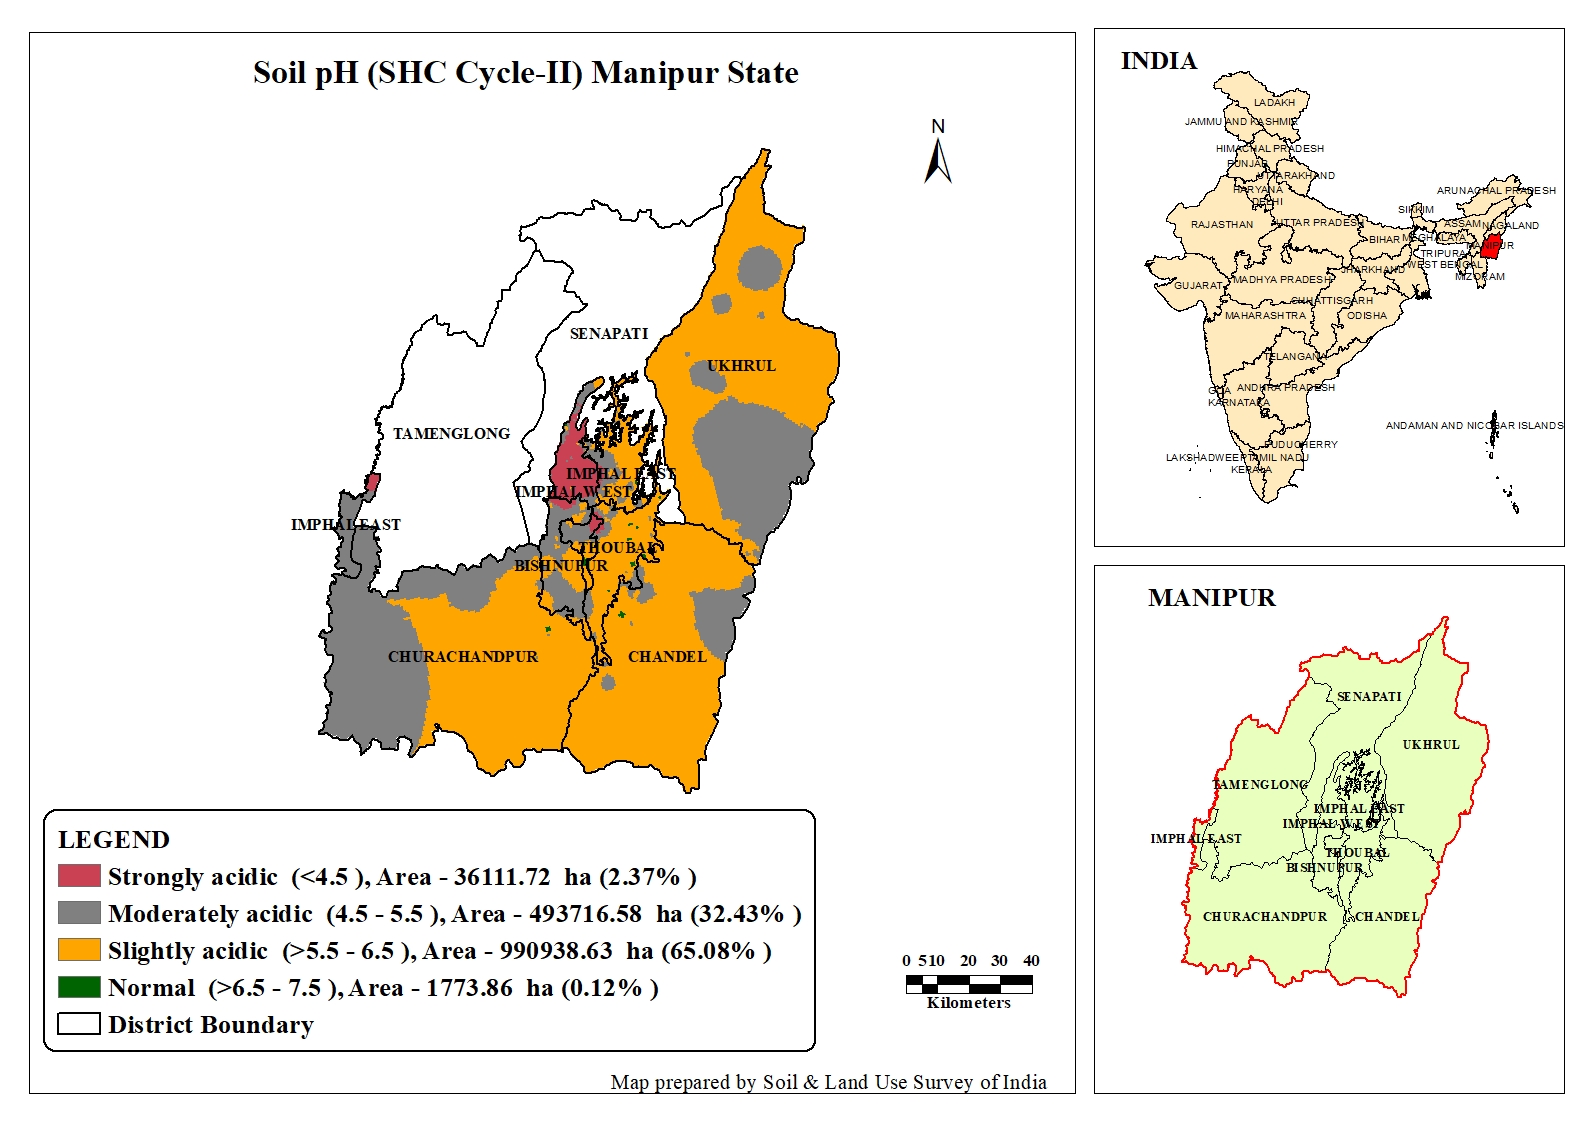 Soil pH (SHC Cycle-II) Manipur State
N
SENAPATI
UKHRUL
TAMENGLONG
IMPHAL EAST
IMPHAL WEST
IMPHAL EAST
THOUBAL
BISHNUPUR
CHURACHANDPUR
CHANDEL
LEGEND
Strongly acidic (<4.5 ), Area - 36111.72 ha (2.37% )
Moderately acidic (4.5 - 5.5 ), Area - 493716.58 ha (32.43% )
Slightly acidic (>5.5 - 6.5 ), Area - 990938.63 ha (65.08% )
Normal (>6.5 - 7.5 ), Area - 1773.86 ha (0.12% )
District Boundary
0 510 20 30 40
Kilometers
Map prepared by Soil & Land Use Survey of India
INDIA
LADAKH
JAMMU AND KASHMIR
HIMACHAL PRADESH
PUNJAB
UTTARAKHAND
HARYANA
DELHI
ARUNACHAL PRADESH
SIKKIM
RAJASTHAN
UTTAR PRADESH
ASSAM
NAGALAND
BIHAR
MEGHALAYA
MANIPUR
TRIPURA
WEST BENGAL
JHARKHAND
MIZORAM
GUJARAT
MADHYA PRADESH
CHHATTISGARH
MAHARASHTRA
ODISHA
TELANGANA
GOA
ANDHRA PRADESH
KARNATAKA
ANDAMAN AND NICOBAR ISLANDS
PUDUCHERRY
LAKSHADWEEP
TAMIL NADU
KERALA
MANIPUR
SENAPATI
UKHRUL
TAMENGLONG
IMPHAL EAST
IMPHAL WEST
IMPHAL EAST
THOUBAL
BISHNUPUR
CHURACHANDPUR
CHANDEL